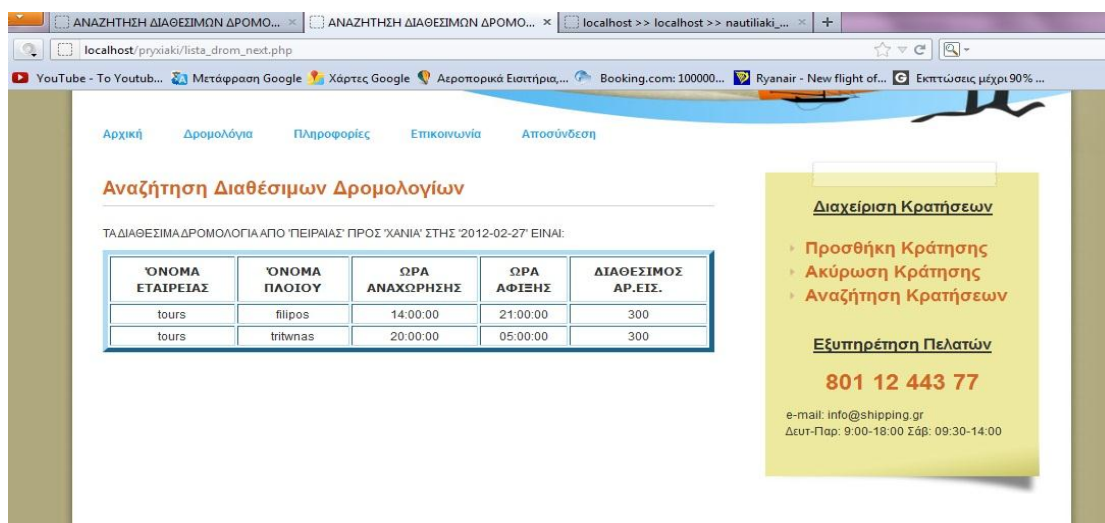 ΑΝΑΖΗΤΗΣΗ ΔΙΑΘΕΣΙΜΩΝ ΔΡΟΜΟ... × ΑΝΑΖΗΤΗΣΗ ΔΙΑΘΕΣΙΜΩΝ ΔΡΟΜΟ... × localhost >> localhost >> nautiliaki_... × +
localhost/pryxiaki/lista_drom_next.php
YouTube - To Youtub... Μετάφραση Google Χάρτες Google Αεροπορικά Εισιτήρια,... Booking.com: 100000... Ryanair - New flight of... Εκπτώσεις μέχρι 90% ...
Αρχική Δρομολόγια Πληροφορίες Επικοινωνία Αποσύνδεση
Αναζήτηση Διαθέσιμων Δρομολογίων
ΤΑ ΔΙΑΘΕΣΙΜΑ ΔΡΟΜΟΛΟΓΙΑ ΑΠΟ 'ΠΕΙΡΑΙΑΣ' ΠΡΟΣ 'ΧΑΝΙΑ' ΣΤΗΣ '2012-02-27' ΕΙΝΑΙ:
ΌΝΟΜΑ ΕΤΑΙΡΕΙΑΣ ΌΝΟΜΑ ΠΛΟΙΟΥ ΩΡΑ ΑΝΑΧΩΡΗΣΗΣ ΩΡΑ ΑΦΙΞΗΣ ΔΙΑΘΕΣΙΜΟΣ ΑΡ.ΕΙΣ.
tours filipos 14:00:00 21:00:00 300
tours tritwnas 20:00:00 05:00:00 300
Διαχείριση Κρατήσεων
Προσθήκη Κράτησης
Ακύρωση Κράτησης
Αναζήτηση Κρατήσεων
Εξυπηρέτηση Πελατών
801 12 443 77
e-mail: info@shipping.gr
Δευτ-Παρ: 9:00-18:00 Σάβ: 09:30-14:00